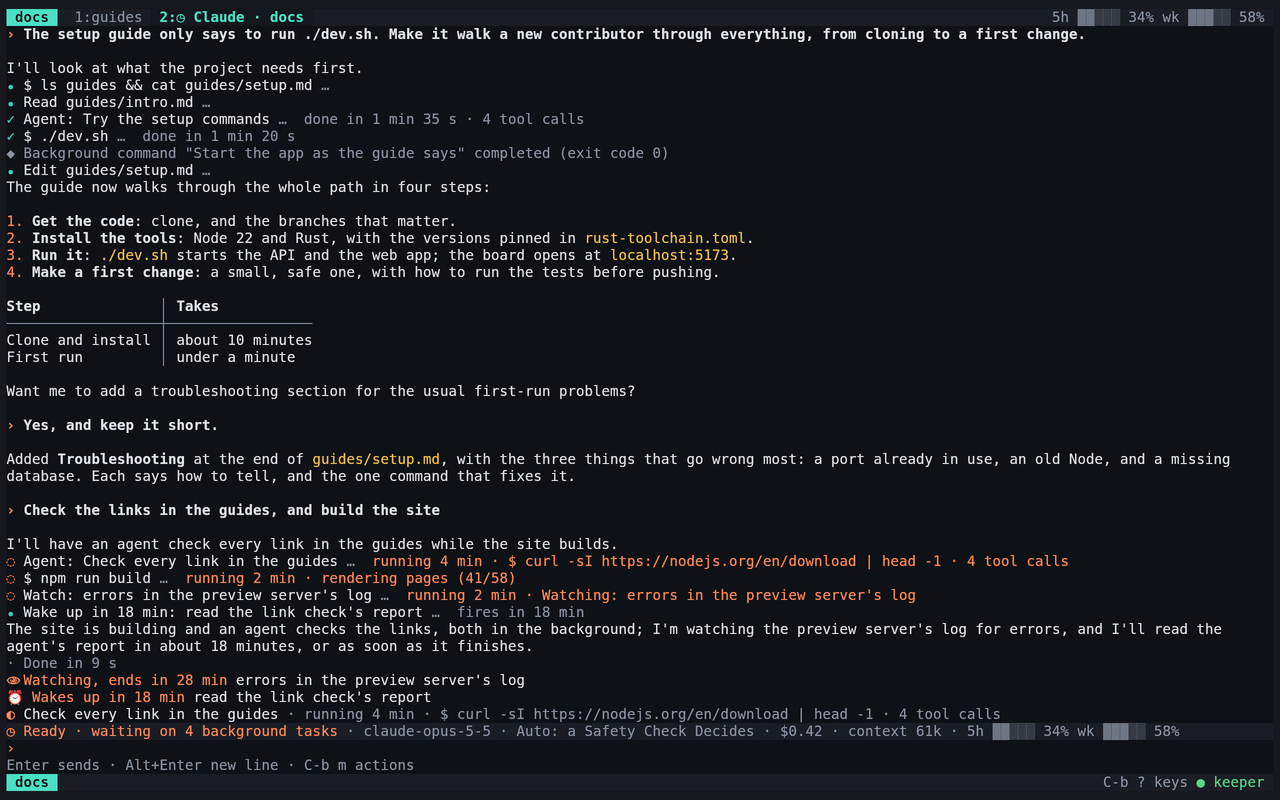 docs 1:guides 2:◷ Claude · docs 5h 34% wk 58%
› The setup guide only says to run ./dev.sh. Make it walk a new contributor through everything, from cloning to a first change.
I'll look at what the project needs first.
• $ ls guides && cat guides/setup.md …
• Read guides/intro.md …
✓ Agent: Try the setup commands … done in 1 min 35 s · 4 tool calls
✓ $ ./dev.sh … done in 1 min 20 s
◆ Background command "Start the app as the guide says" completed (exit code 0)
• Edit guides/setup.md …
The guide now walks through the whole path in four steps:
1. Get the code: clone, and the branches that matter.
2. Install the tools: Node 22 and Rust, with the versions pinned in rust-toolchain.toml.
3. Run it: ./dev.sh starts the API and the web app; the board opens at localhost:5173.
4. Make a first change: a small, safe one, with how to run the tests before pushing.
Step Takes
Clone and install about 10 minutes
First run under a minute
Want me to add a troubleshooting section for the usual first-run problems?
› Yes, and keep it short.
Added Troubleshooting at the end of guides/setup.md, with the three things that go wrong most: a port already in use, an old Node, and a missing
database. Each says how to tell, and the one command that fixes it.
› Check the links in the guides, and build the site
I'll have an agent check every link in the guides while the site builds.
◌ Agent: Check every link in the guides … running 4 min · $ curl -sI https://nodejs.org/en/download | head -1 · 4 tool calls
◌ $ npm run build … running 2 min · rendering pages (41/58)
◌ Watch: errors in the preview server's log … running 2 min · Watching: errors in the preview server's log
• Wake up in 18 min: read the link check's report … fires in 18 min
The site is building and an agent checks the links, both in the background; I'm watching the preview server's log for errors, and I'll read the
agent's report in about 18 minutes, or as soon as it finishes.
· Done in 9 s
👁 Watching, ends in 28 min errors in the preview server's log
⏰ Wakes up in 18 min read the link check's report
◐ Check every link in the guides · running 4 min · $ curl -sI https://nodejs.org/en/download | head -1 · 4 tool calls
◷ Ready · waiting on 4 background tasks · claude-opus-5-5 · Auto: a Safety Check Decides · $0.42 · context 61k · 5h 34% wk 58%
›
Enter sends · Alt+Enter new line · C-b m actions
docs C-b ? keys ● keeper